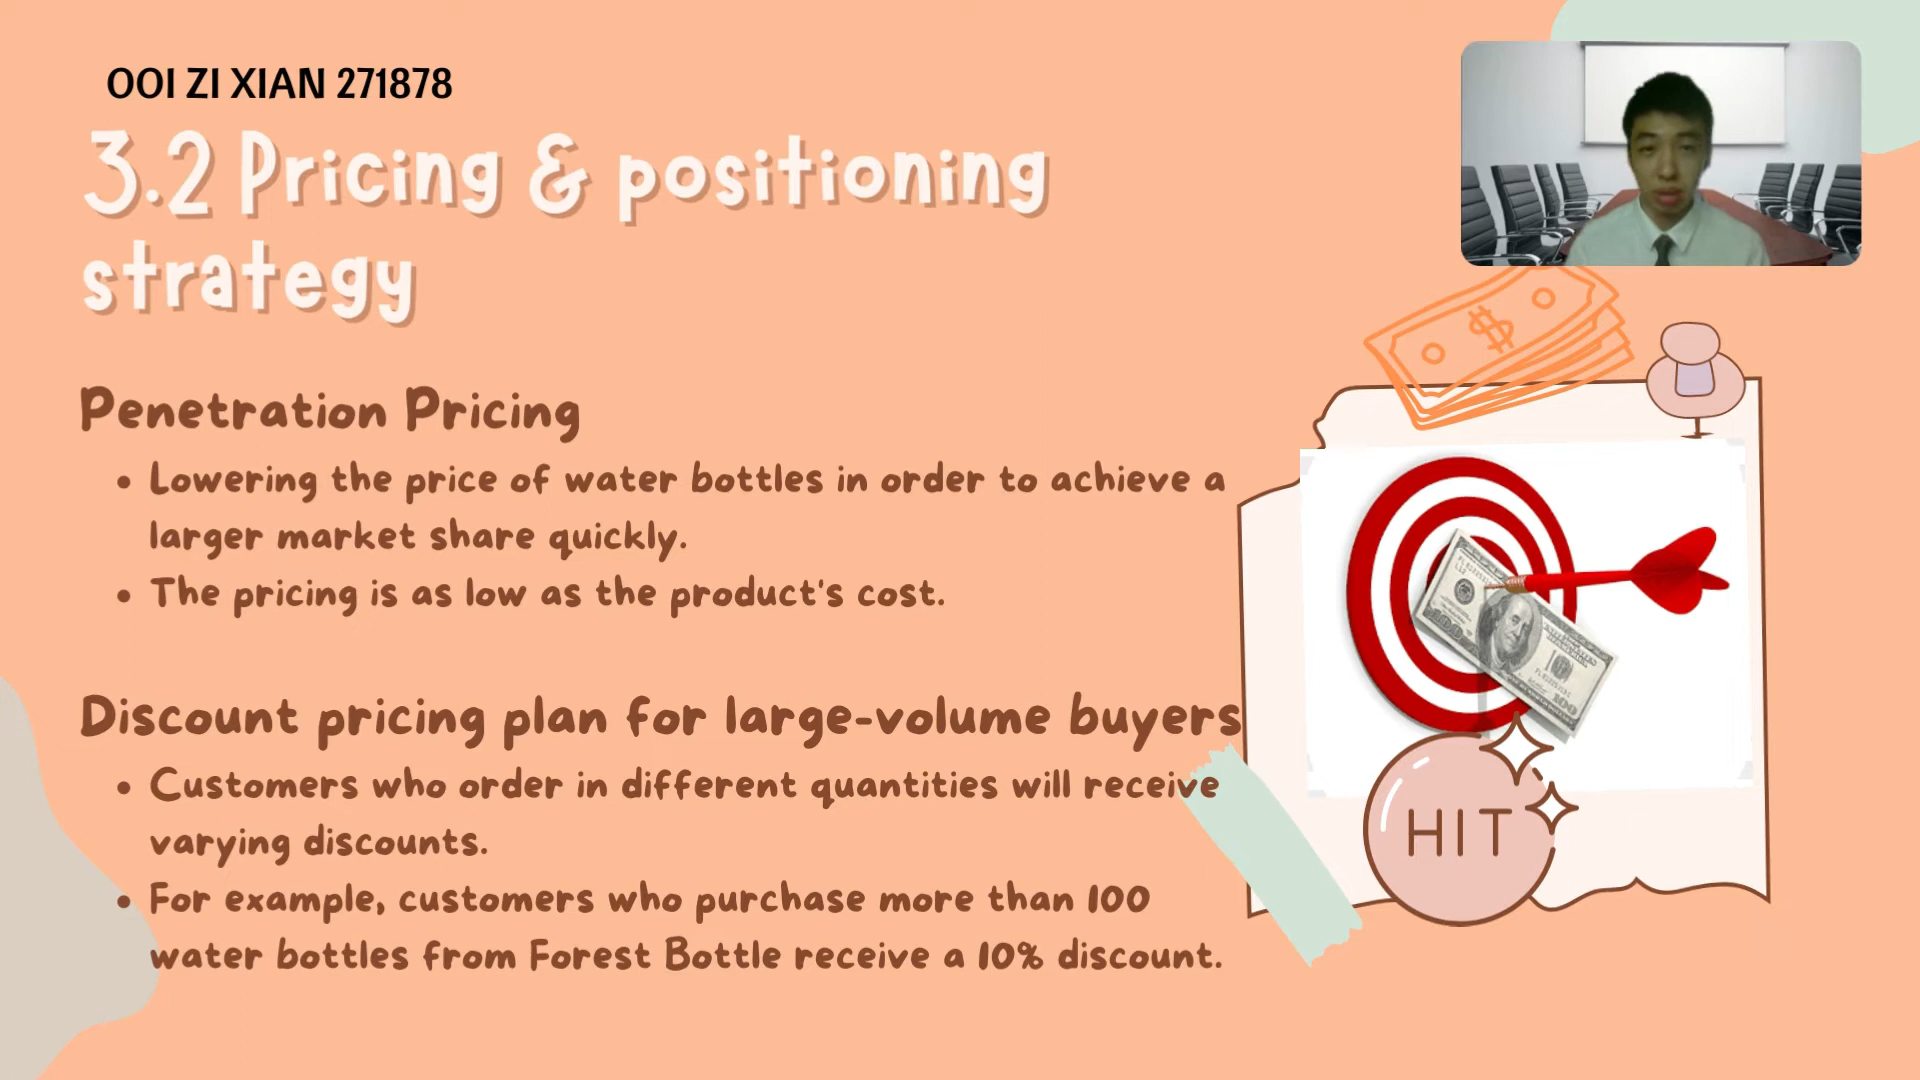 OOI ZI XIAN 271878
3.2 Pricing & positioning
strategy
Penetration Pricing
• Lowering the price of water bottles in order to achieve a
larger market share quickly.
• The pricing is as low as the product's cost.
Discount pricing plan for large-volume buyers
• Customers who order in different quantities will receive
varying discounts.
• For example, customers who purchase more than 100
water bottles from Forest Bottle receive a 10% discount.
$
HIT